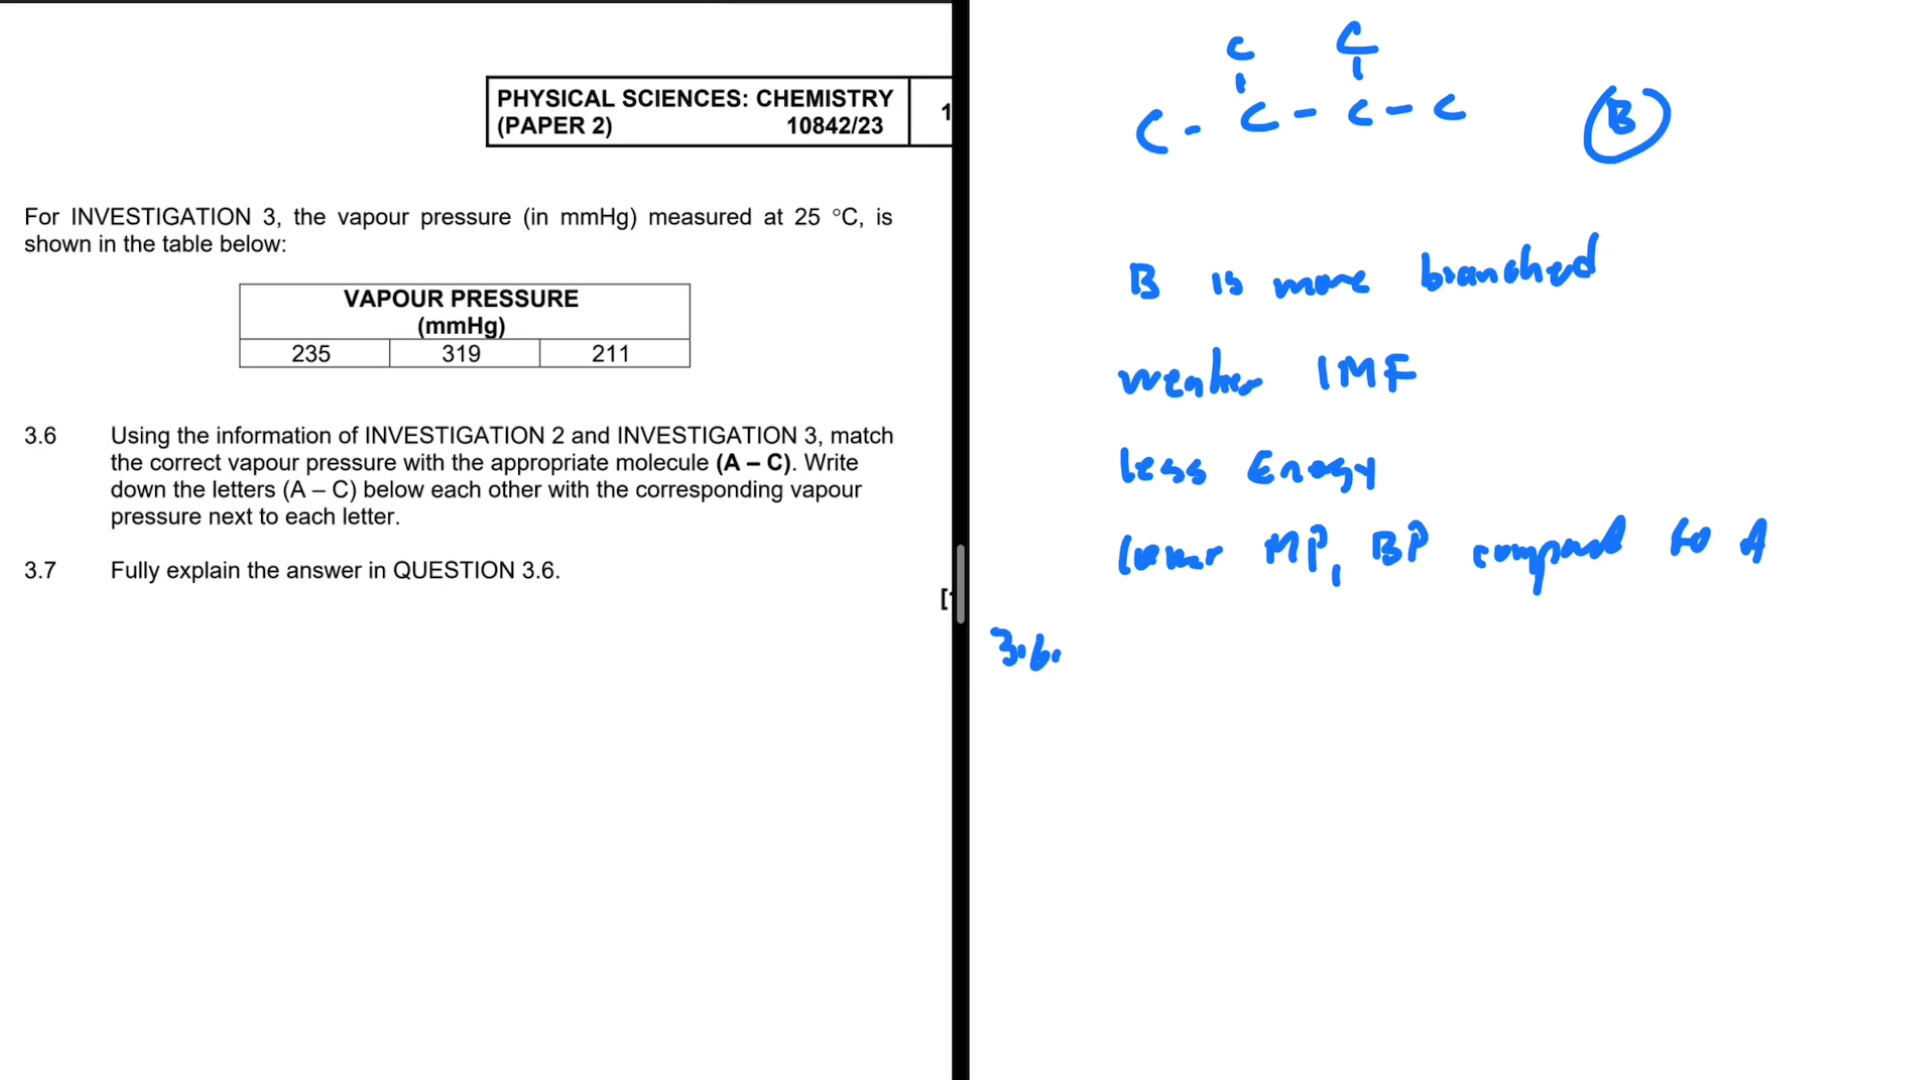 PHYSICAL SCIENCES: CHEMISTRY
(PAPER 2) 10842/23
1
For INVESTIGATION 3, the vapour pressure (in mmHg) measured at 25 °C, is
shown in the table below:
VAPOUR PRESSURE
(mmHg)
235 319 211
3.6 Using the information of INVESTIGATION 2 and INVESTIGATION 3, match
the correct vapour pressure with the appropriate molecule (A – C). Write
down the letters (A – C) below each other with the corresponding vapour
pressure next to each letter.
3.7 Fully explain the answer in QUESTION 3.6.
[1
C C
C - C - C - C B
B is more branched
weaker IMF
less Energy
lower MP, BP compared to A
3.6.